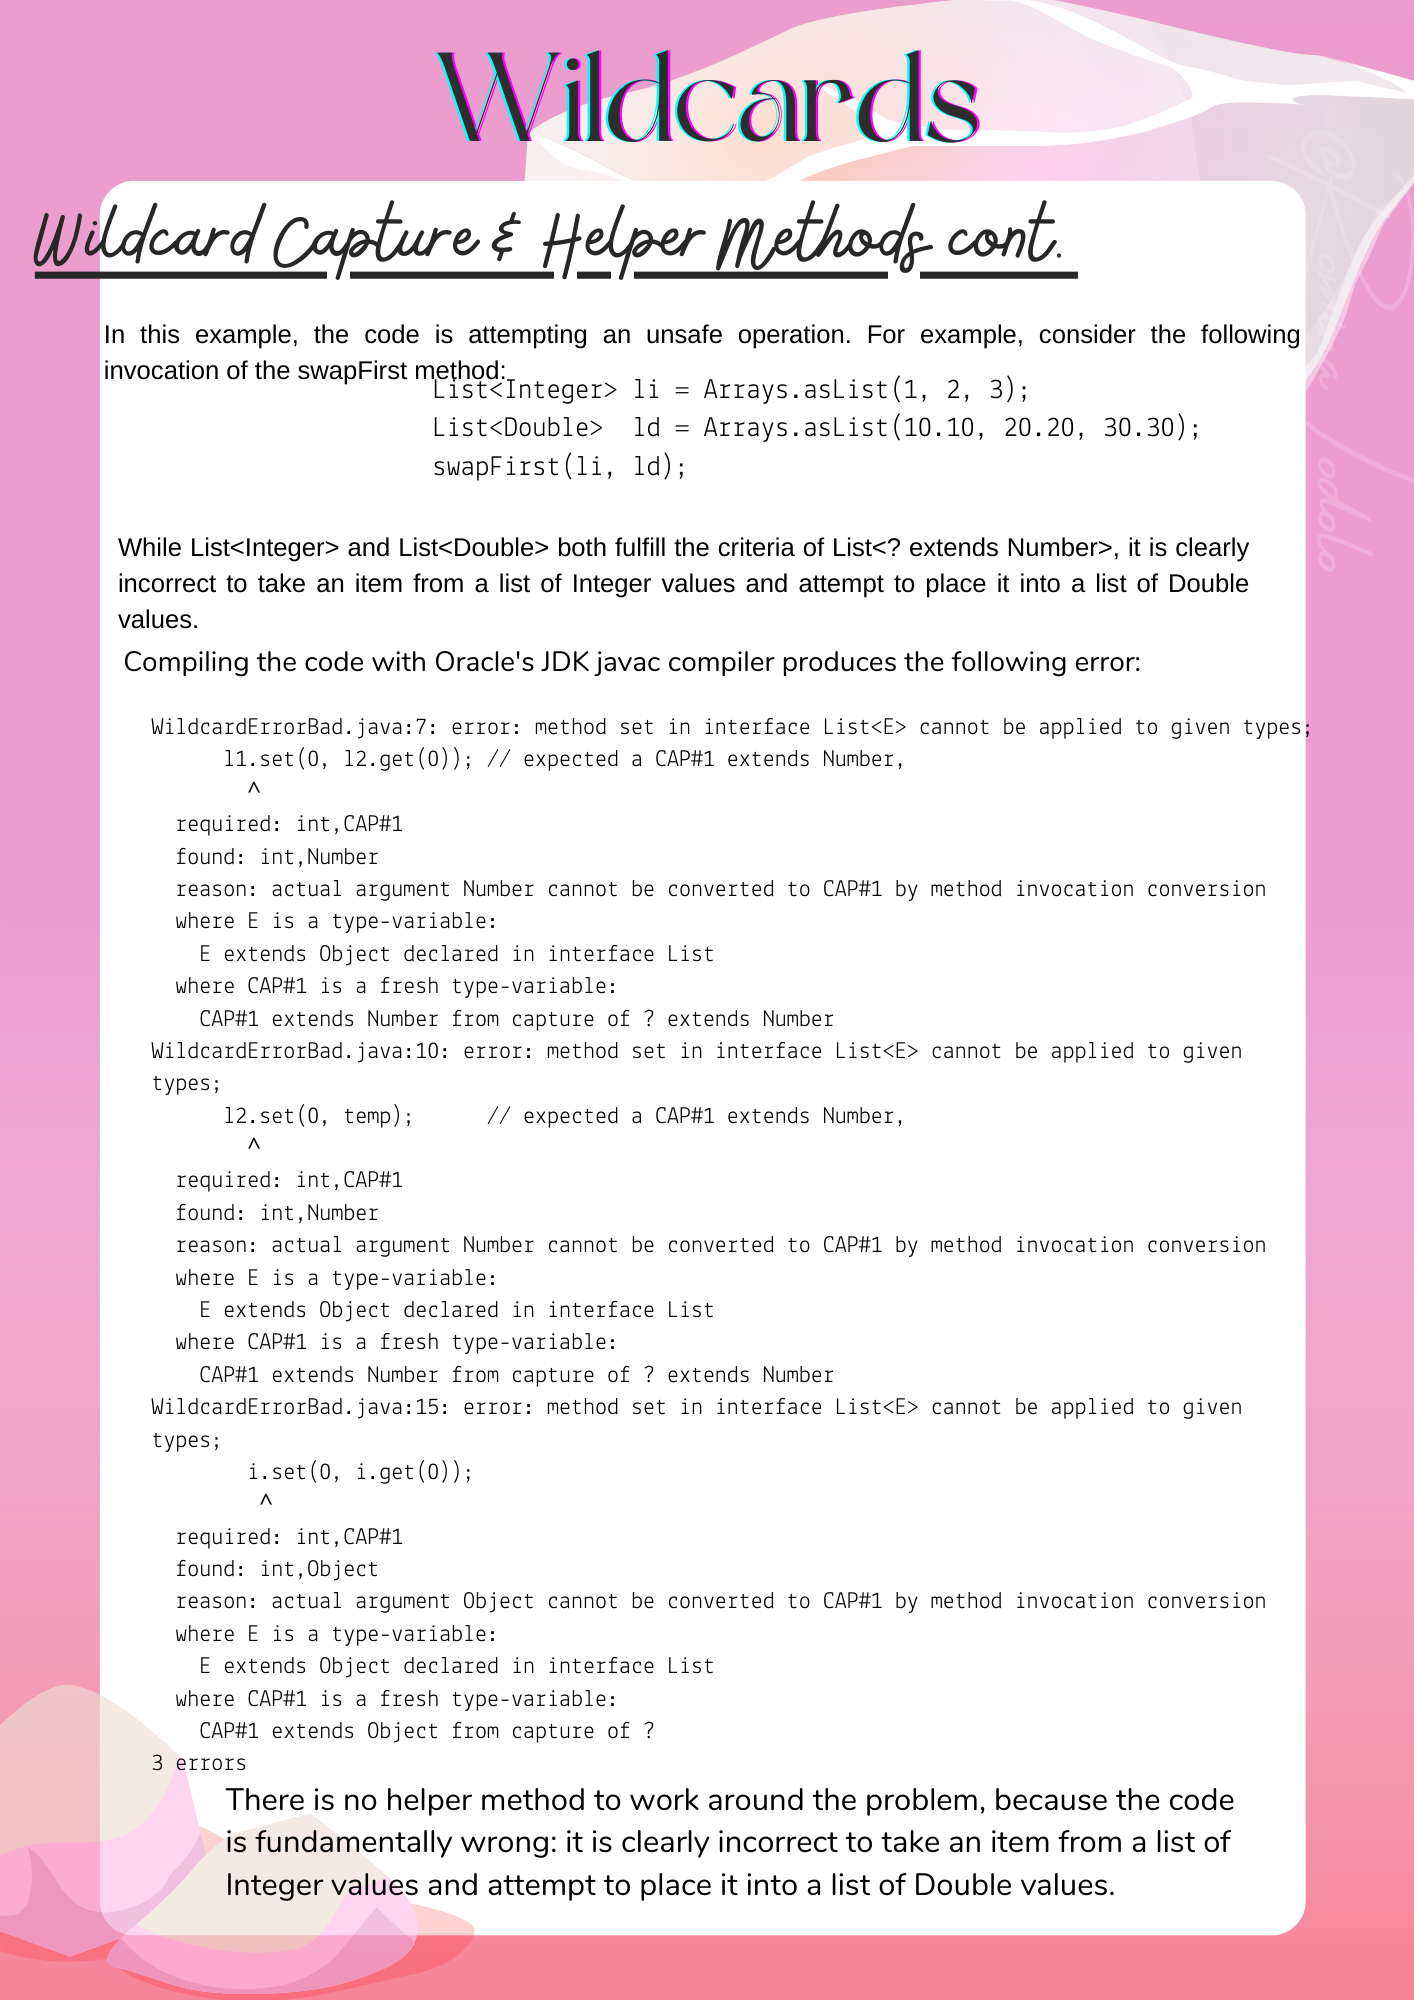 Wildcards
Wildcard Capture & Helper Methods cont.
In this example, the code is attempting an unsafe operation. For example, consider the following
invocation of the swapFirst method:
List<Integer> li = Arrays.asList(1, 2, 3);
List<Double>  ld = Arrays.asList(10.10, 20.20, 30.30);
swapFirst(li, ld);
While List<Integer> and List<Double> both fulfill the criteria of List<? extends Number>, it is clearly
incorrect to take an item from a list of Integer values and attempt to place it into a list of Double
values.
Compiling the code with Oracle's JDK javac compiler produces the following error:
WildcardErrorBad.java:7: error: method set in interface List<E> cannot be applied to given types;
      l1.set(0, l2.get(0)); // expected a CAP#1 extends Number,
        ^
  required: int,CAP#1
  found: int,Number
  reason: actual argument Number cannot be converted to CAP#1 by method invocation conversion
  where E is a type-variable:
    E extends Object declared in interface List
  where CAP#1 is a fresh type-variable:
    CAP#1 extends Number from capture of ? extends Number
WildcardErrorBad.java:10: error: method set in interface List<E> cannot be applied to given
types;
      l2.set(0, temp);      // expected a CAP#1 extends Number,
        ^
  required: int,CAP#1
  found: int,Number
  reason: actual argument Number cannot be converted to CAP#1 by method invocation conversion
  where E is a type-variable:
    E extends Object declared in interface List
  where CAP#1 is a fresh type-variable:
    CAP#1 extends Number from capture of ? extends Number
WildcardErrorBad.java:15: error: method set in interface List<E> cannot be applied to given
types;
        i.set(0, i.get(0));
         ^
  required: int,CAP#1
  found: int,Object
  reason: actual argument Object cannot be converted to CAP#1 by method invocation conversion
  where E is a type-variable:
    E extends Object declared in interface List
  where CAP#1 is a fresh type-variable:
    CAP#1 extends Object from capture of ?
3 errors
There is no helper method to work around the problem, because the code
is fundamentally wrong: it is clearly incorrect to take an item from a list of
Integer values and attempt to place it into a list of Double values.